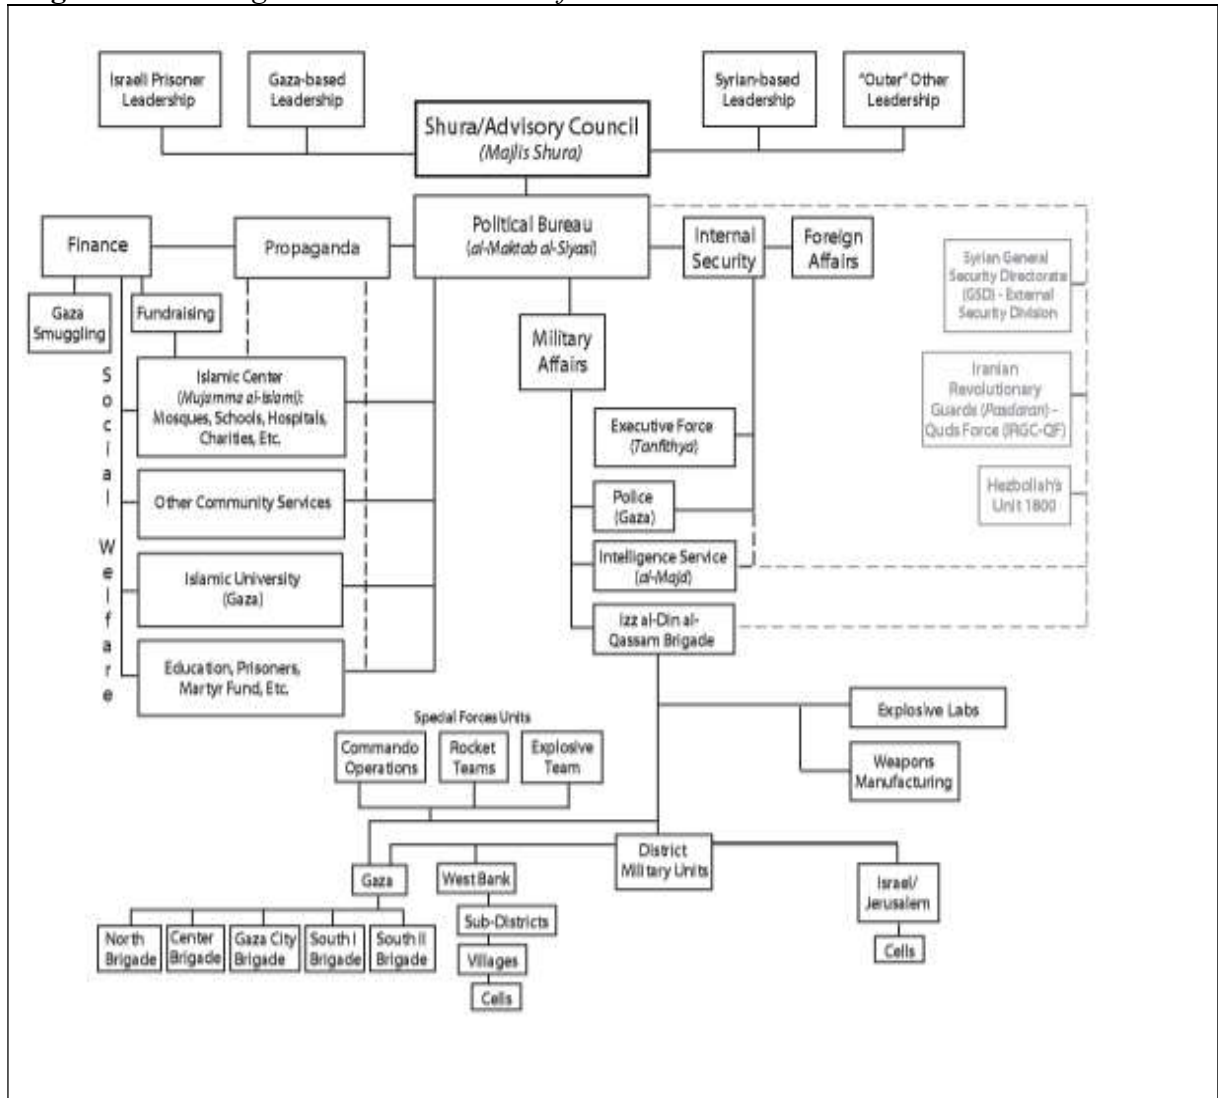 Israeli Prisoner
Leadership
Gaza-based
Leadership
Syrian-based
Leadership
"Outer" Other
Leadership
Shura/Advisory Council
(Majlis Shura)
Political Bureau
(al-Maktab al-Siyasi)
Finance
Propaganda
Internal
Security
Foreign
Affairs
Syrian General
Security Directorate
(GSD) - External
Security Division
Gaza
Smuggling
Fundraising
Military
Affairs
Iranian
Revolutionary
Guards (Pasdaran) -
Quds Force (IRGC-QF)
Social Welfare
Islamic Center
(Mujamma al-Islami):
Mosques, Schools, Hospitals,
Charities, Etc.
Executive Force
(Tanfithya)
Hezbollah's
Unit 1800
Other Community Services
Police
(Gaza)
Intelligence Service
(al-Majd)
Islamic University
(Gaza)
Izz al-Din al-
Qassam Brigade
Education, Prisoners,
Martyr Fund, Etc.
Special Forces Units
Commando
Operations
Rocket
Teams
Explosive
Team
Explosive Labs
Weapons
Manufacturing
District
Military Units
Gaza
West Bank
Israel/
Jerusalem
Sub-Districts
North
Brigade
Center
Brigade
Gaza City
Brigade
South I
Brigade
South II
Brigade
Villages
Cells
Cells